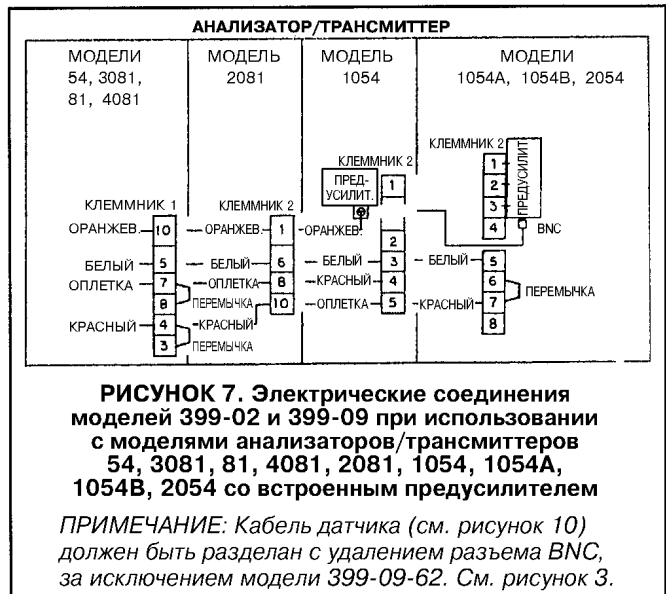 АНАЛИЗАТОР/ТРАНСМИТТЕР
МОДЕЛИ
54, 3081,
81, 4081
МОДЕЛЬ
2081
МОДЕЛЬ
1054
МОДЕЛИ
1054A, 1054B, 2054
КЛЕММНИК 1
ОРАНЖЕВ. 10
БЕЛЫЙ 5
ОПЛЕТКА 7
8 ПЕРЕМЫЧКА
КРАСНЫЙ 4
3 ПЕРЕМЫЧКА
КЛЕММНИК 2
ОРАНЖЕВ. 1
БЕЛЫЙ 6
ОПЛЕТКА 8
КРАСНЫЙ 10
КЛЕММНИК 2
ПРЕД-
УСИЛИТ.
1
ОРАНЖЕВ.
2
БЕЛЫЙ 3
КРАСНЫЙ 4
ОПЛЕТКА 5
КЛЕММНИК 2
1
2
3
4
ПРЕДУСИЛИТ.
BNC
БЕЛЫЙ 5
6
КРАСНЫЙ 7
ПЕРЕМЫЧКА
8
РИСУНОК 7. Электрические соединения
моделей 399-02 и 399-09 при использовании
с моделями анализаторов/трансмиттеров
54, 3081, 81, 4081, 2081, 1054, 1054A,
1054B, 2054 со встроенным предусилителем
ПРИМЕЧАНИЕ: Кабель датчика (см. рисунок 10)
должен быть разделан с удалением разъема BNC,
за исключением модели 399-09-62. См. рисунок 3.